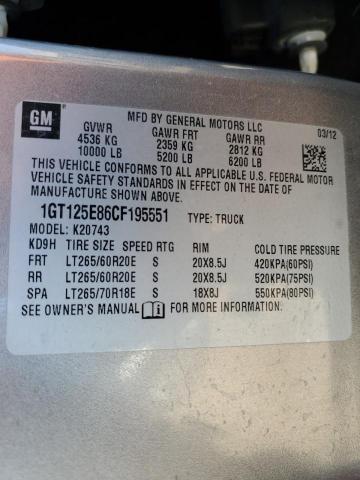 GM
MFD BY GENERAL MOTORS LLC
03/12
GVWR GAWR FRT GAWR RR
4536 KG 2359 KG 2812 KG
10000 LB 5200 LB 6200 LB
THIS VEHICLE CONFORMS TO ALL APPLICABLE U.S. FEDERAL MOTOR
VEHICLE SAFETY STANDARDS IN EFFECT ON THE DATE OF
MANUFACTURE SHOWN ABOVE.
1GT125E86CF195551 TYPE: TRUCK
MODEL: K20743
KD9H TIRE SIZE SPEED RTG RIM COLD TIRE PRESSURE
FRT LT265/60R20E S 20X8.5J 420KPA(60PSI)
RR LT265/60R20E S 20X8.5J 520KPA(75PSI)
SPA LT265/70R18E S 18X8J 550KPA(80PSI)
SEE OWNER'S MANUAL FOR MORE INFORMATION